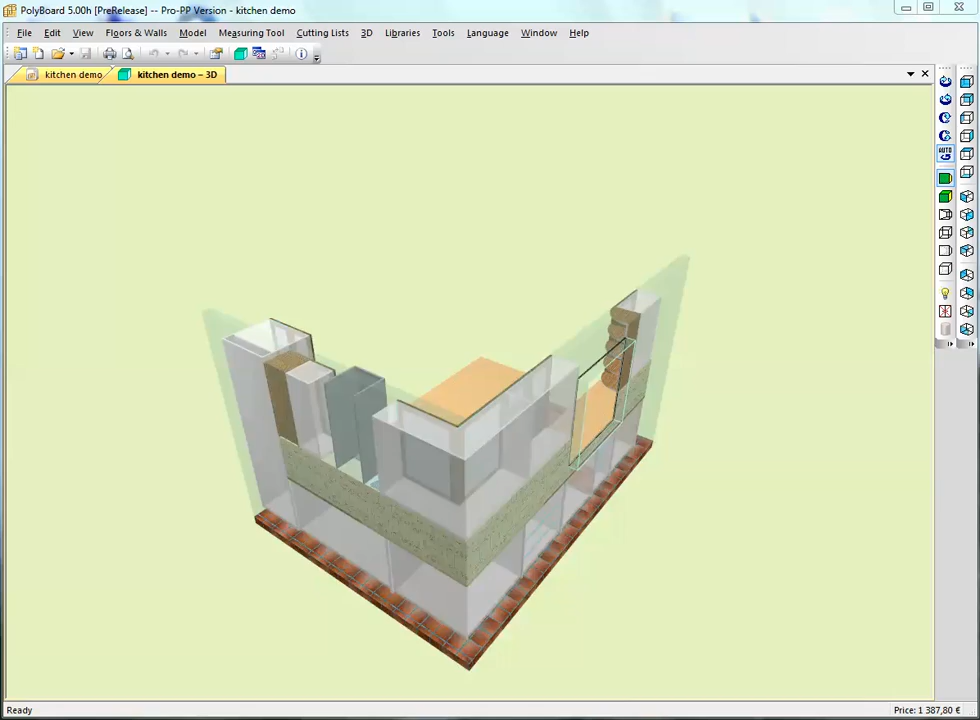 PolyBoard 5.00h [PreRelease] -- Pro-PP Version - kitchen demo
File Edit View Floors & Walls Model Measuring Tool Cutting Lists 3D Libraries Tools Language Window Help
kitchen demo kitchen demo – 3D
AUTO
Ready Price: 1 387,80 €